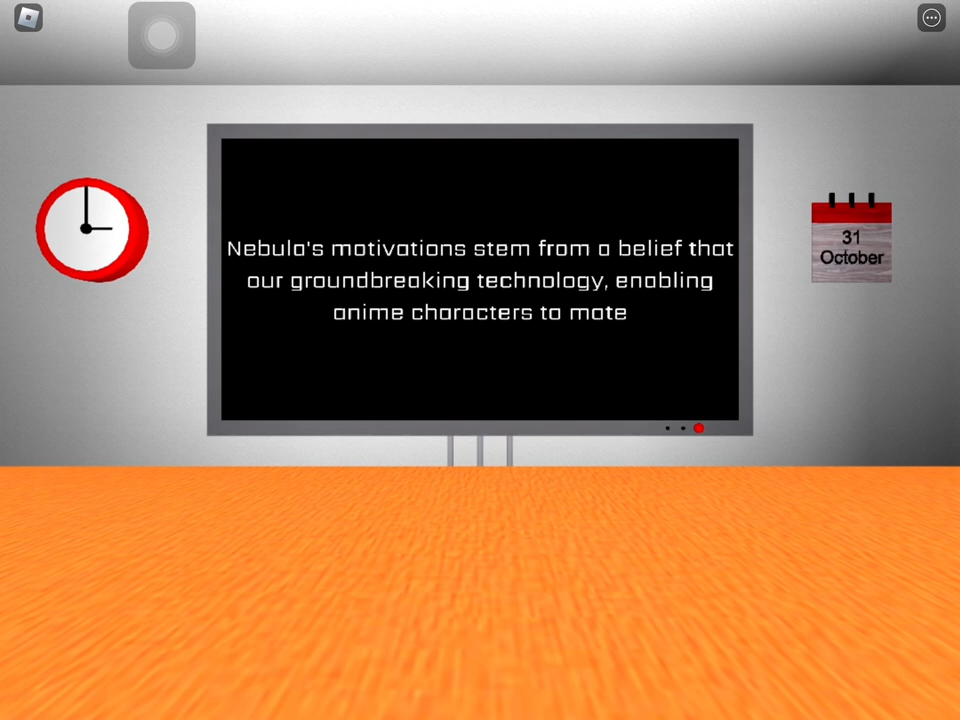 Nebula's motivations stem from a belief that
our groundbreaking technology, enabling
anime characters to mate
31
October